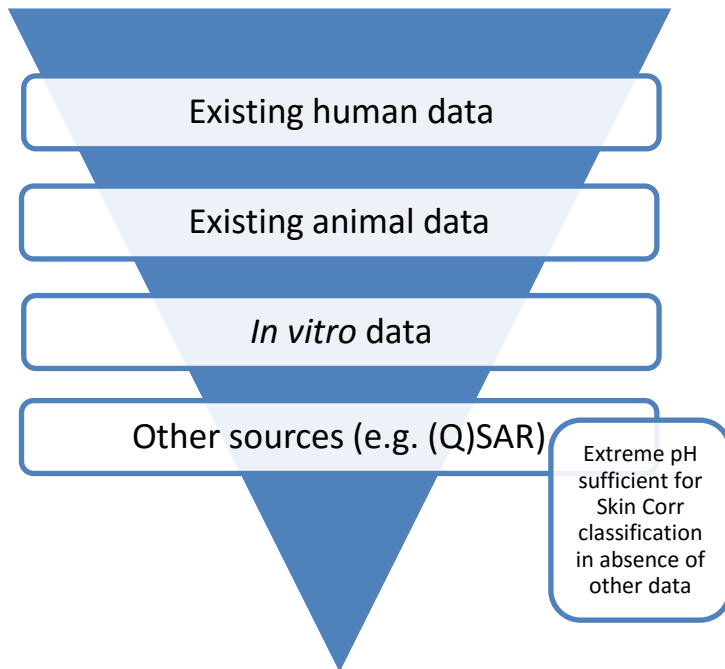 Existing human data
Existing animal data
In vitro data
Other sources (e.g. (Q)SAR)
Extreme pH
sufficient for
Skin Corr
classification
in absence of
other data